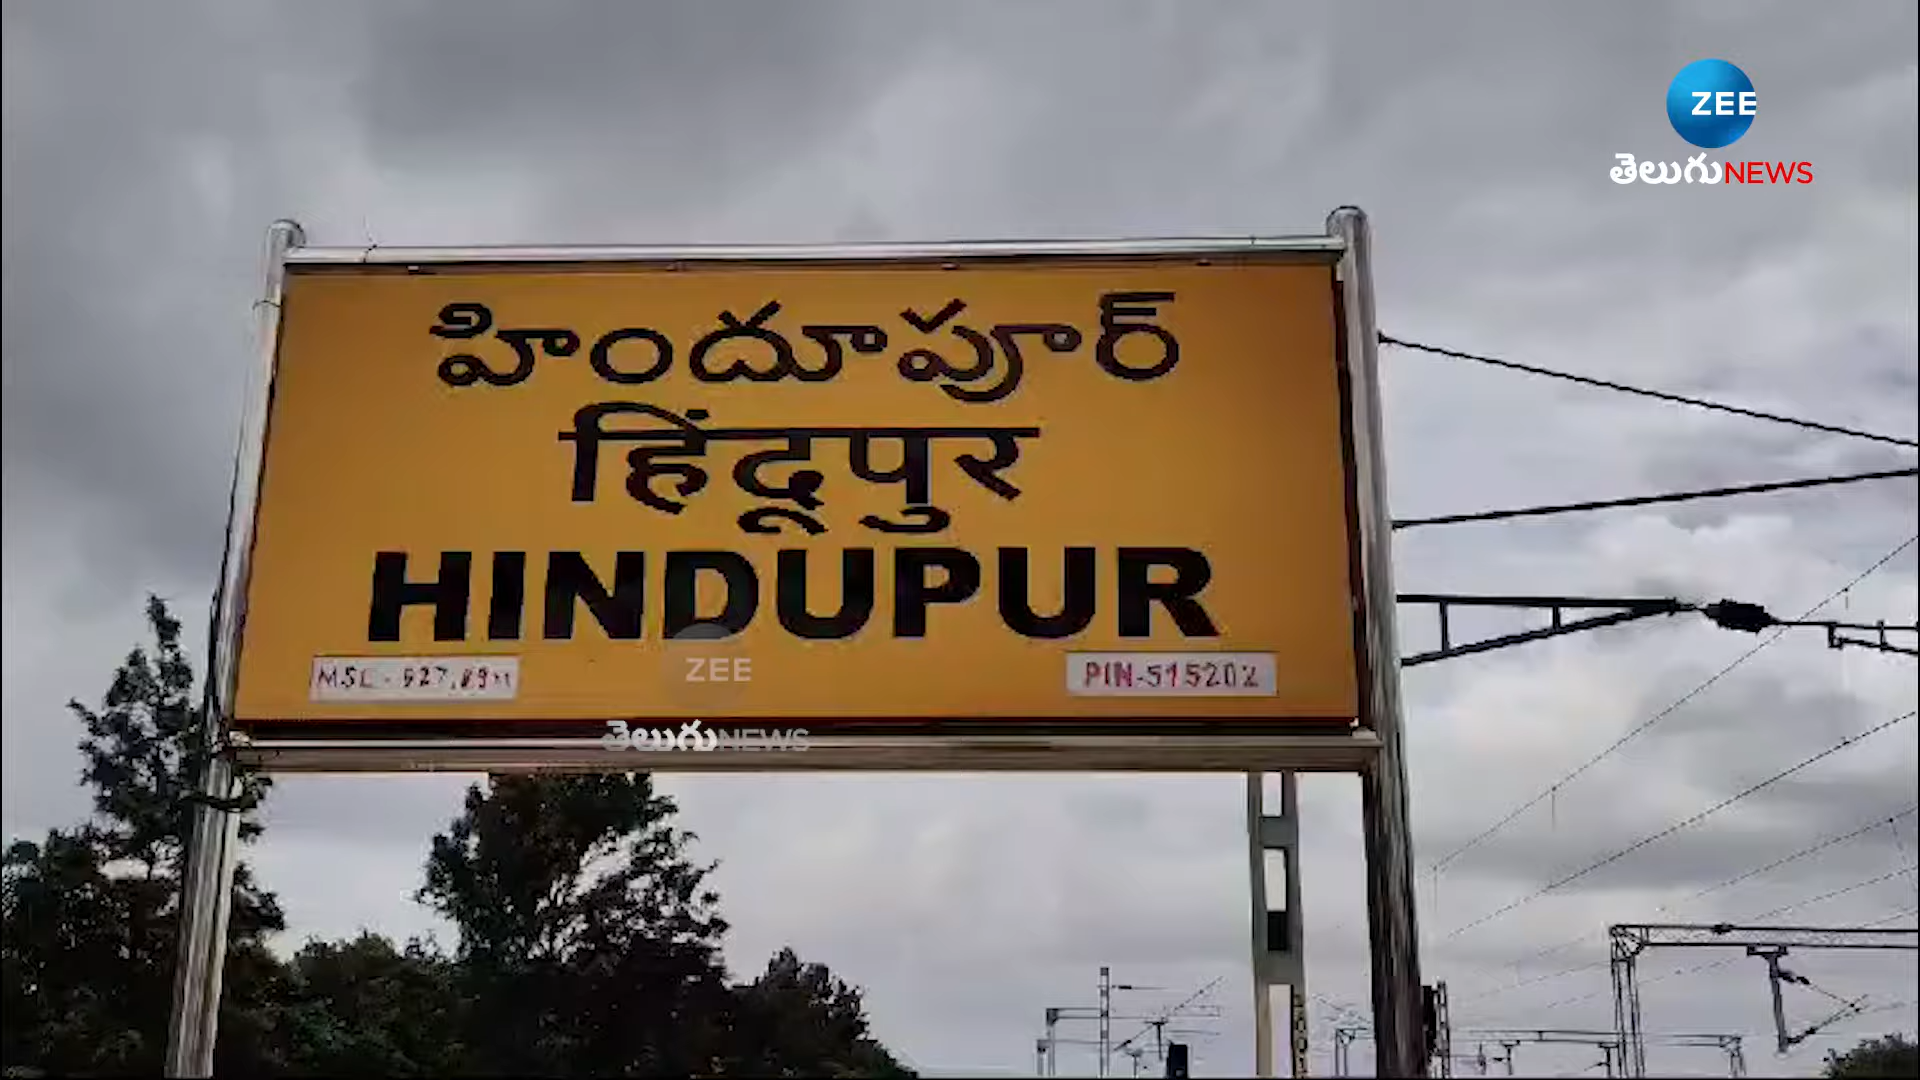 ZEE
తెలుగు NEWS
హిందూపూర్
हिंदूपुर
HINDUPUR
PIN-515202
ZEE
తెలుగు NEWS